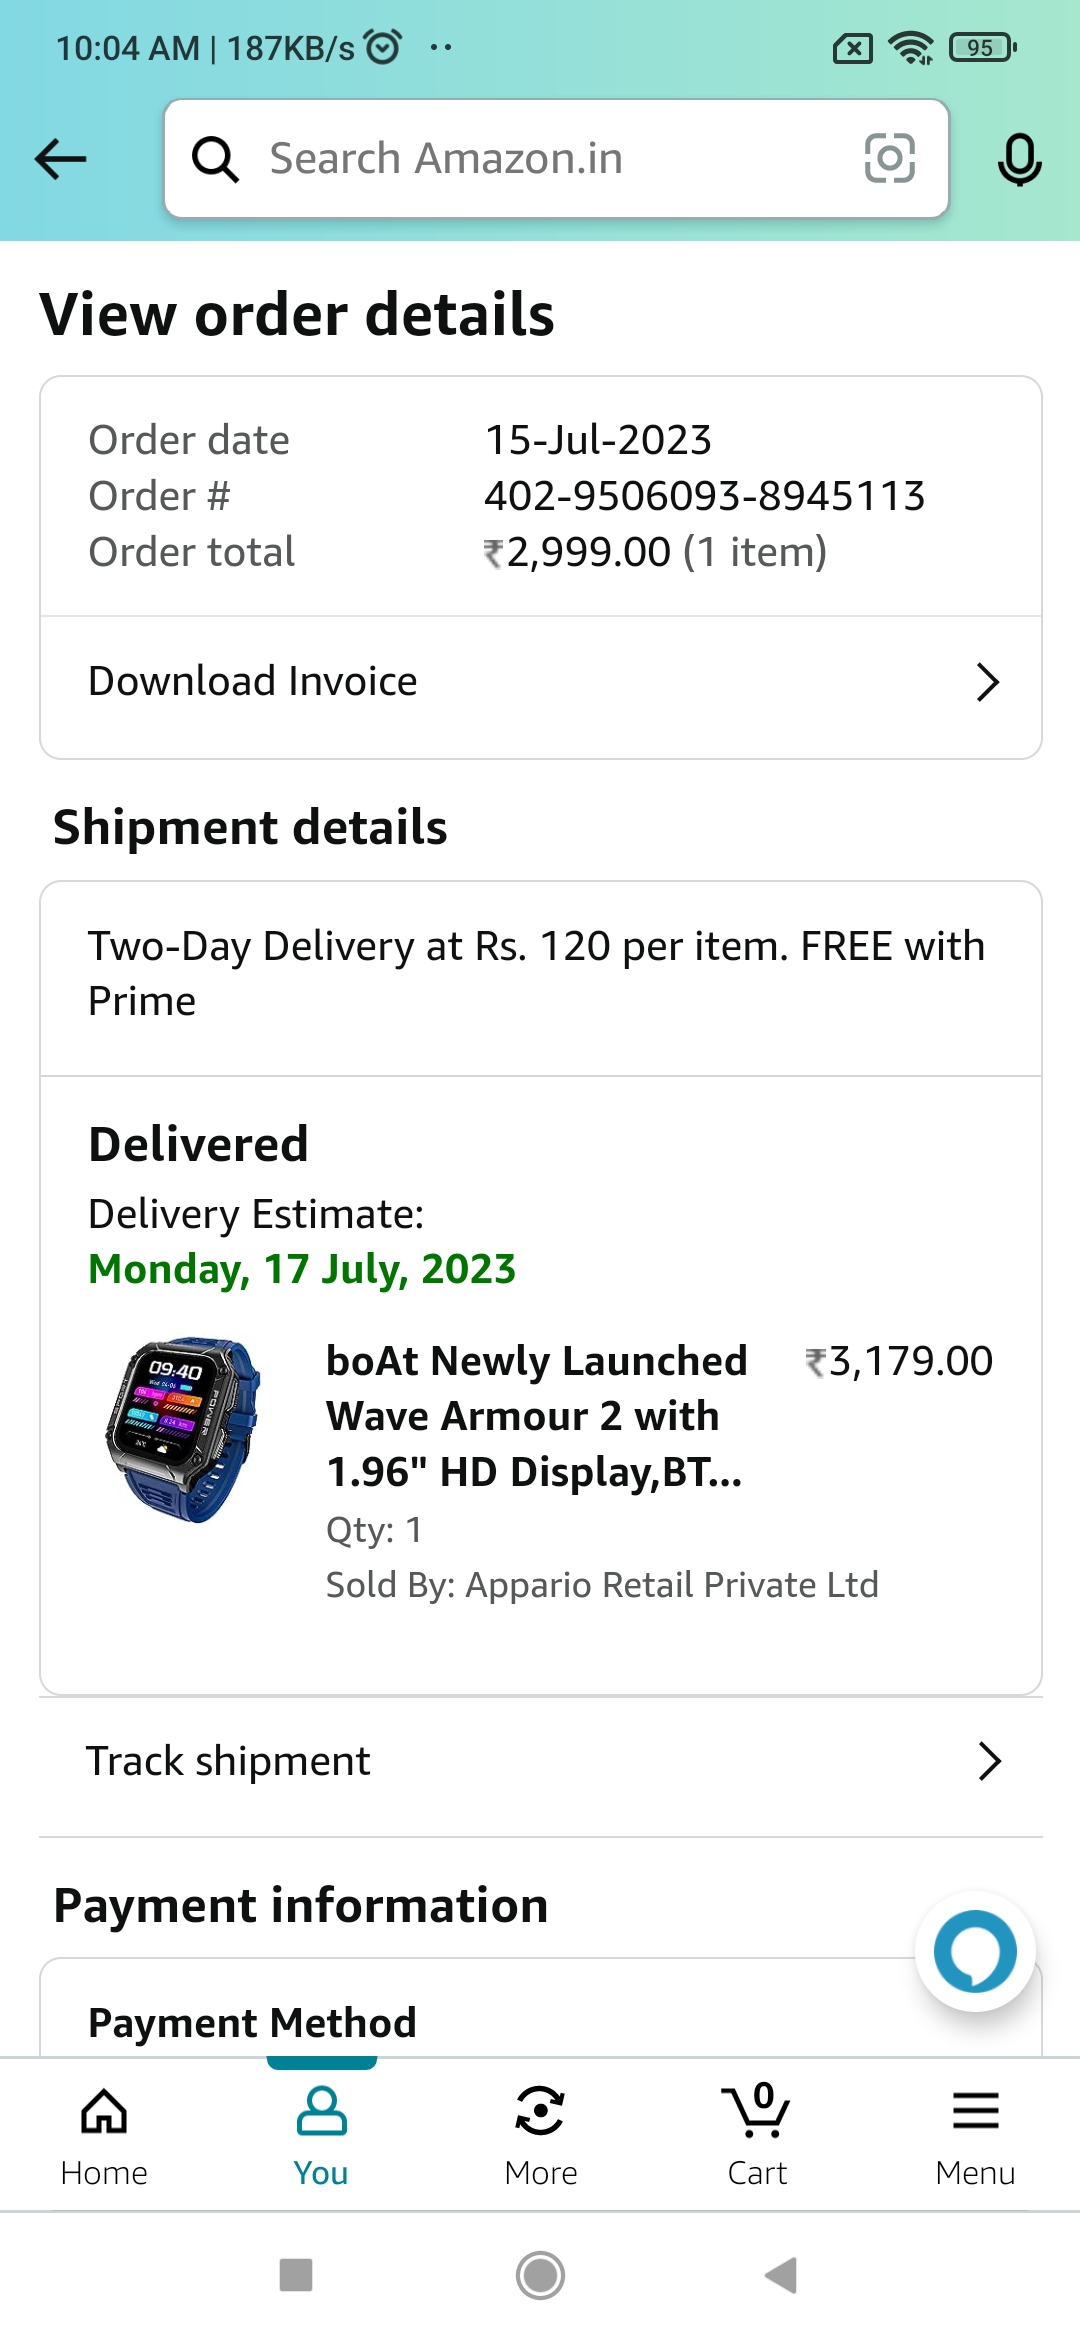 10:04 AM | 187KB/s
95
Search Amazon.in
View order details
Order date 15-Jul-2023
Order # 402-9506093-8945113
Order total ₹2,999.00 (1 item)
Download Invoice
Shipment details
Two-Day Delivery at Rs. 120 per item. FREE with
Prime
Delivered
Delivery Estimate:
Monday, 17 July, 2023
09:40
boAt Newly Launched ₹3,179.00
Wave Armour 2 with
1.96" HD Display,BT...
Qty: 1
Sold By: Appario Retail Private Ltd
Track shipment
Payment information
Payment Method
0
Home You More Cart Menu